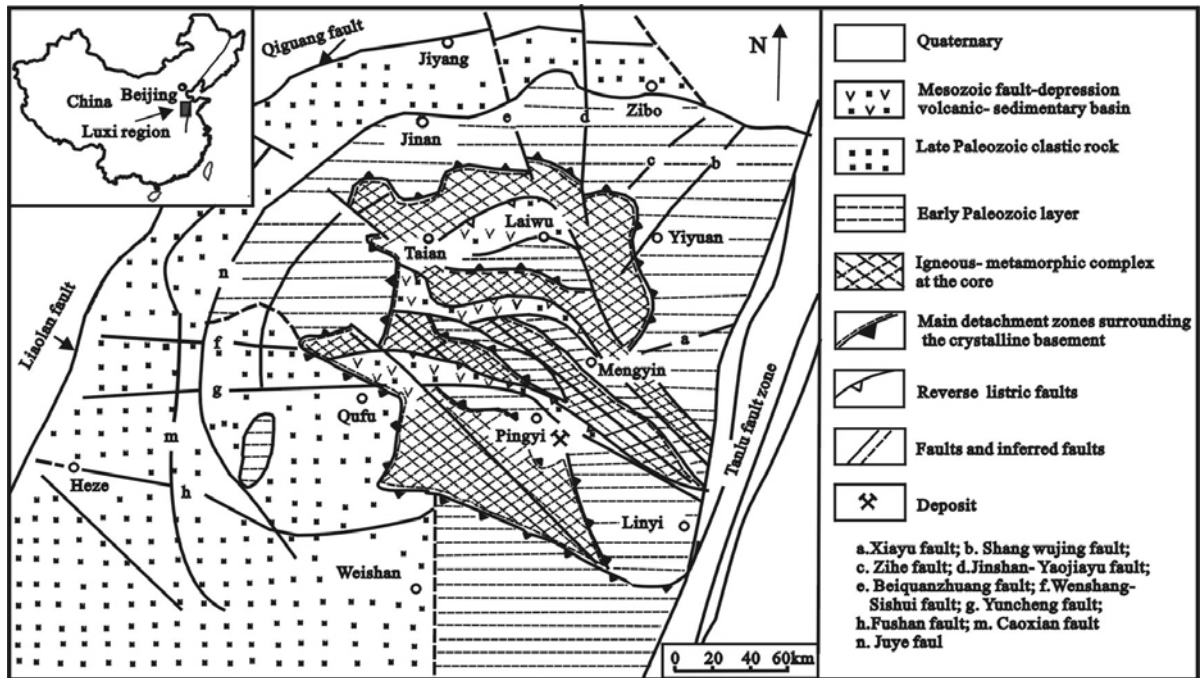 Qiguang fault
Jiyang
N
Beijing
China
Luxi region
Zibo
Jinan
e
d
c
b
Laiwu
Taian
Yiyuan
n
Liaolan fault
f
a
Mengyin
g
Qufu
Pingyi
Tanlu fault zone
m
Heze
h
Linyi
Weishan
0 20 40 60km
Quaternary
Mesozoic fault-depression
volcanic- sedimentary basin
Late Paleozoic clastic rock
Early Paleozoic layer
Igneous- metamorphic complex
at the core
Main detachment zones surrounding
the crystalline basement
Reverse listric faults
Faults and inferred faults
Deposit
a.Xiayu fault; b. Shang wujing fault;
c. Zihe fault; d.Jinshan- Yaojiayu fault;
e. Beiquanzhuang fault; f.Wenshang-
Sishui fault; g. Yuncheng fault;
h.Fushan fault; m. Caoxian fault
n. Juye faul